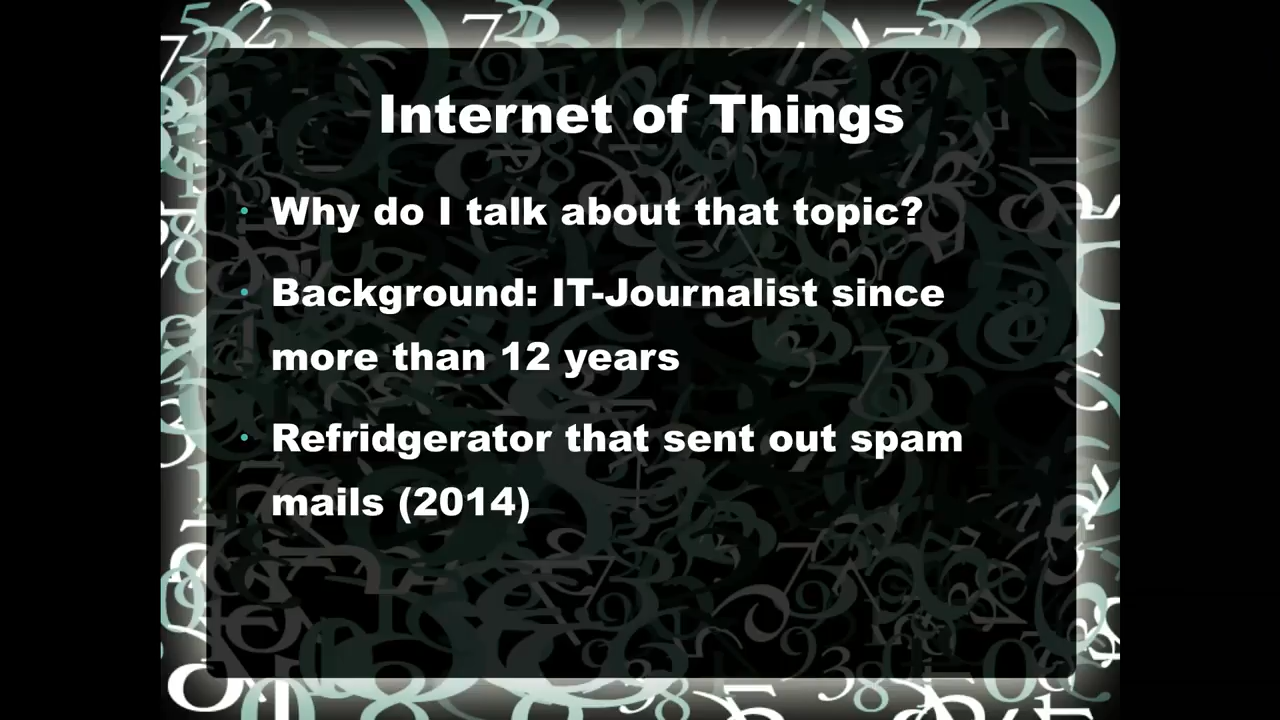 Internet of Things
Why do I talk about that topic?
Background: IT-Journalist since
more than 12 years
Refridgerator that sent out spam
mails (2014)